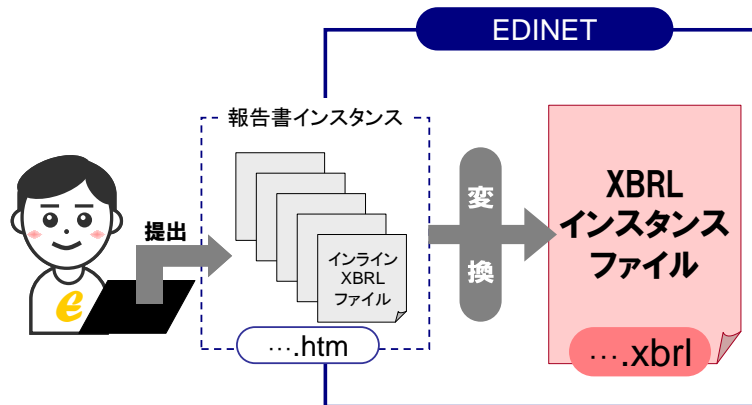 EDINET
報告書インスタンス
提出
e
インライン
XBRL
ファイル
….htm
変
換
XBRL
インスタンス
ファイル
….xbrl